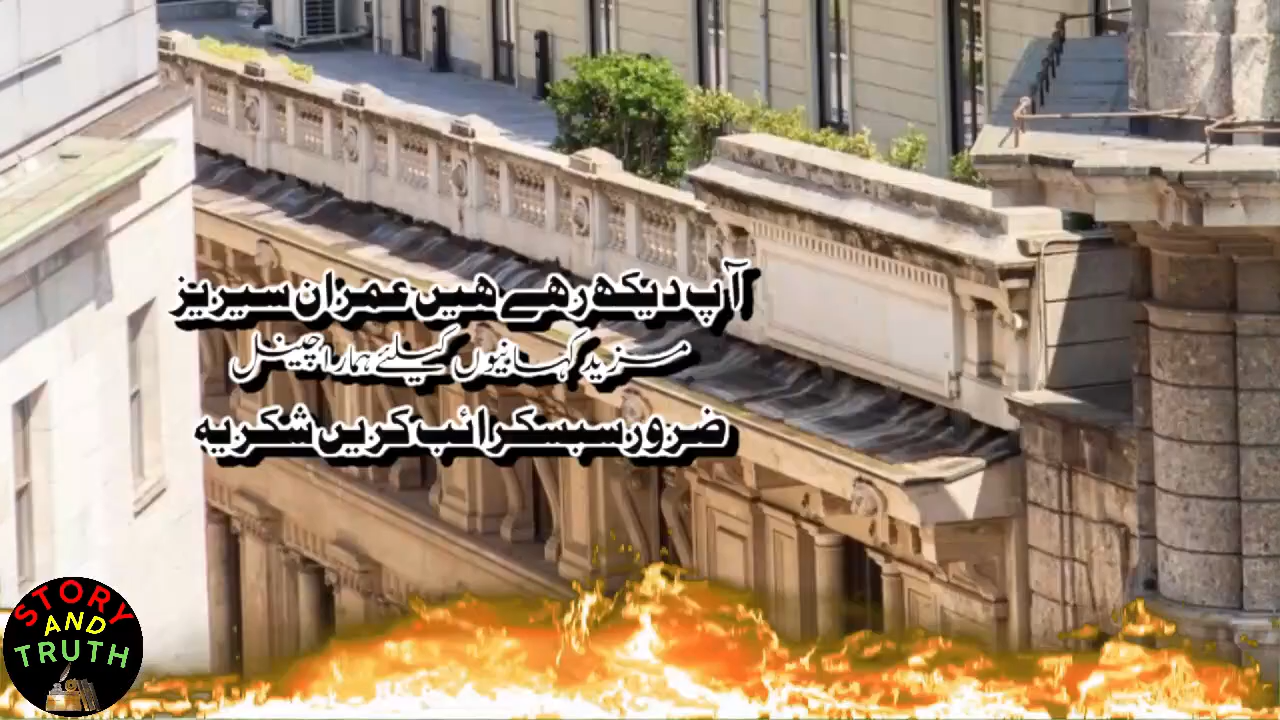 آپ دیکھ رہے ہیں عمران سیریز
مزید کہانیوں کیلئے ہمارا چینل
ضرور سبسکرائب کریں شکریہ
STORY
AND
TRUTH